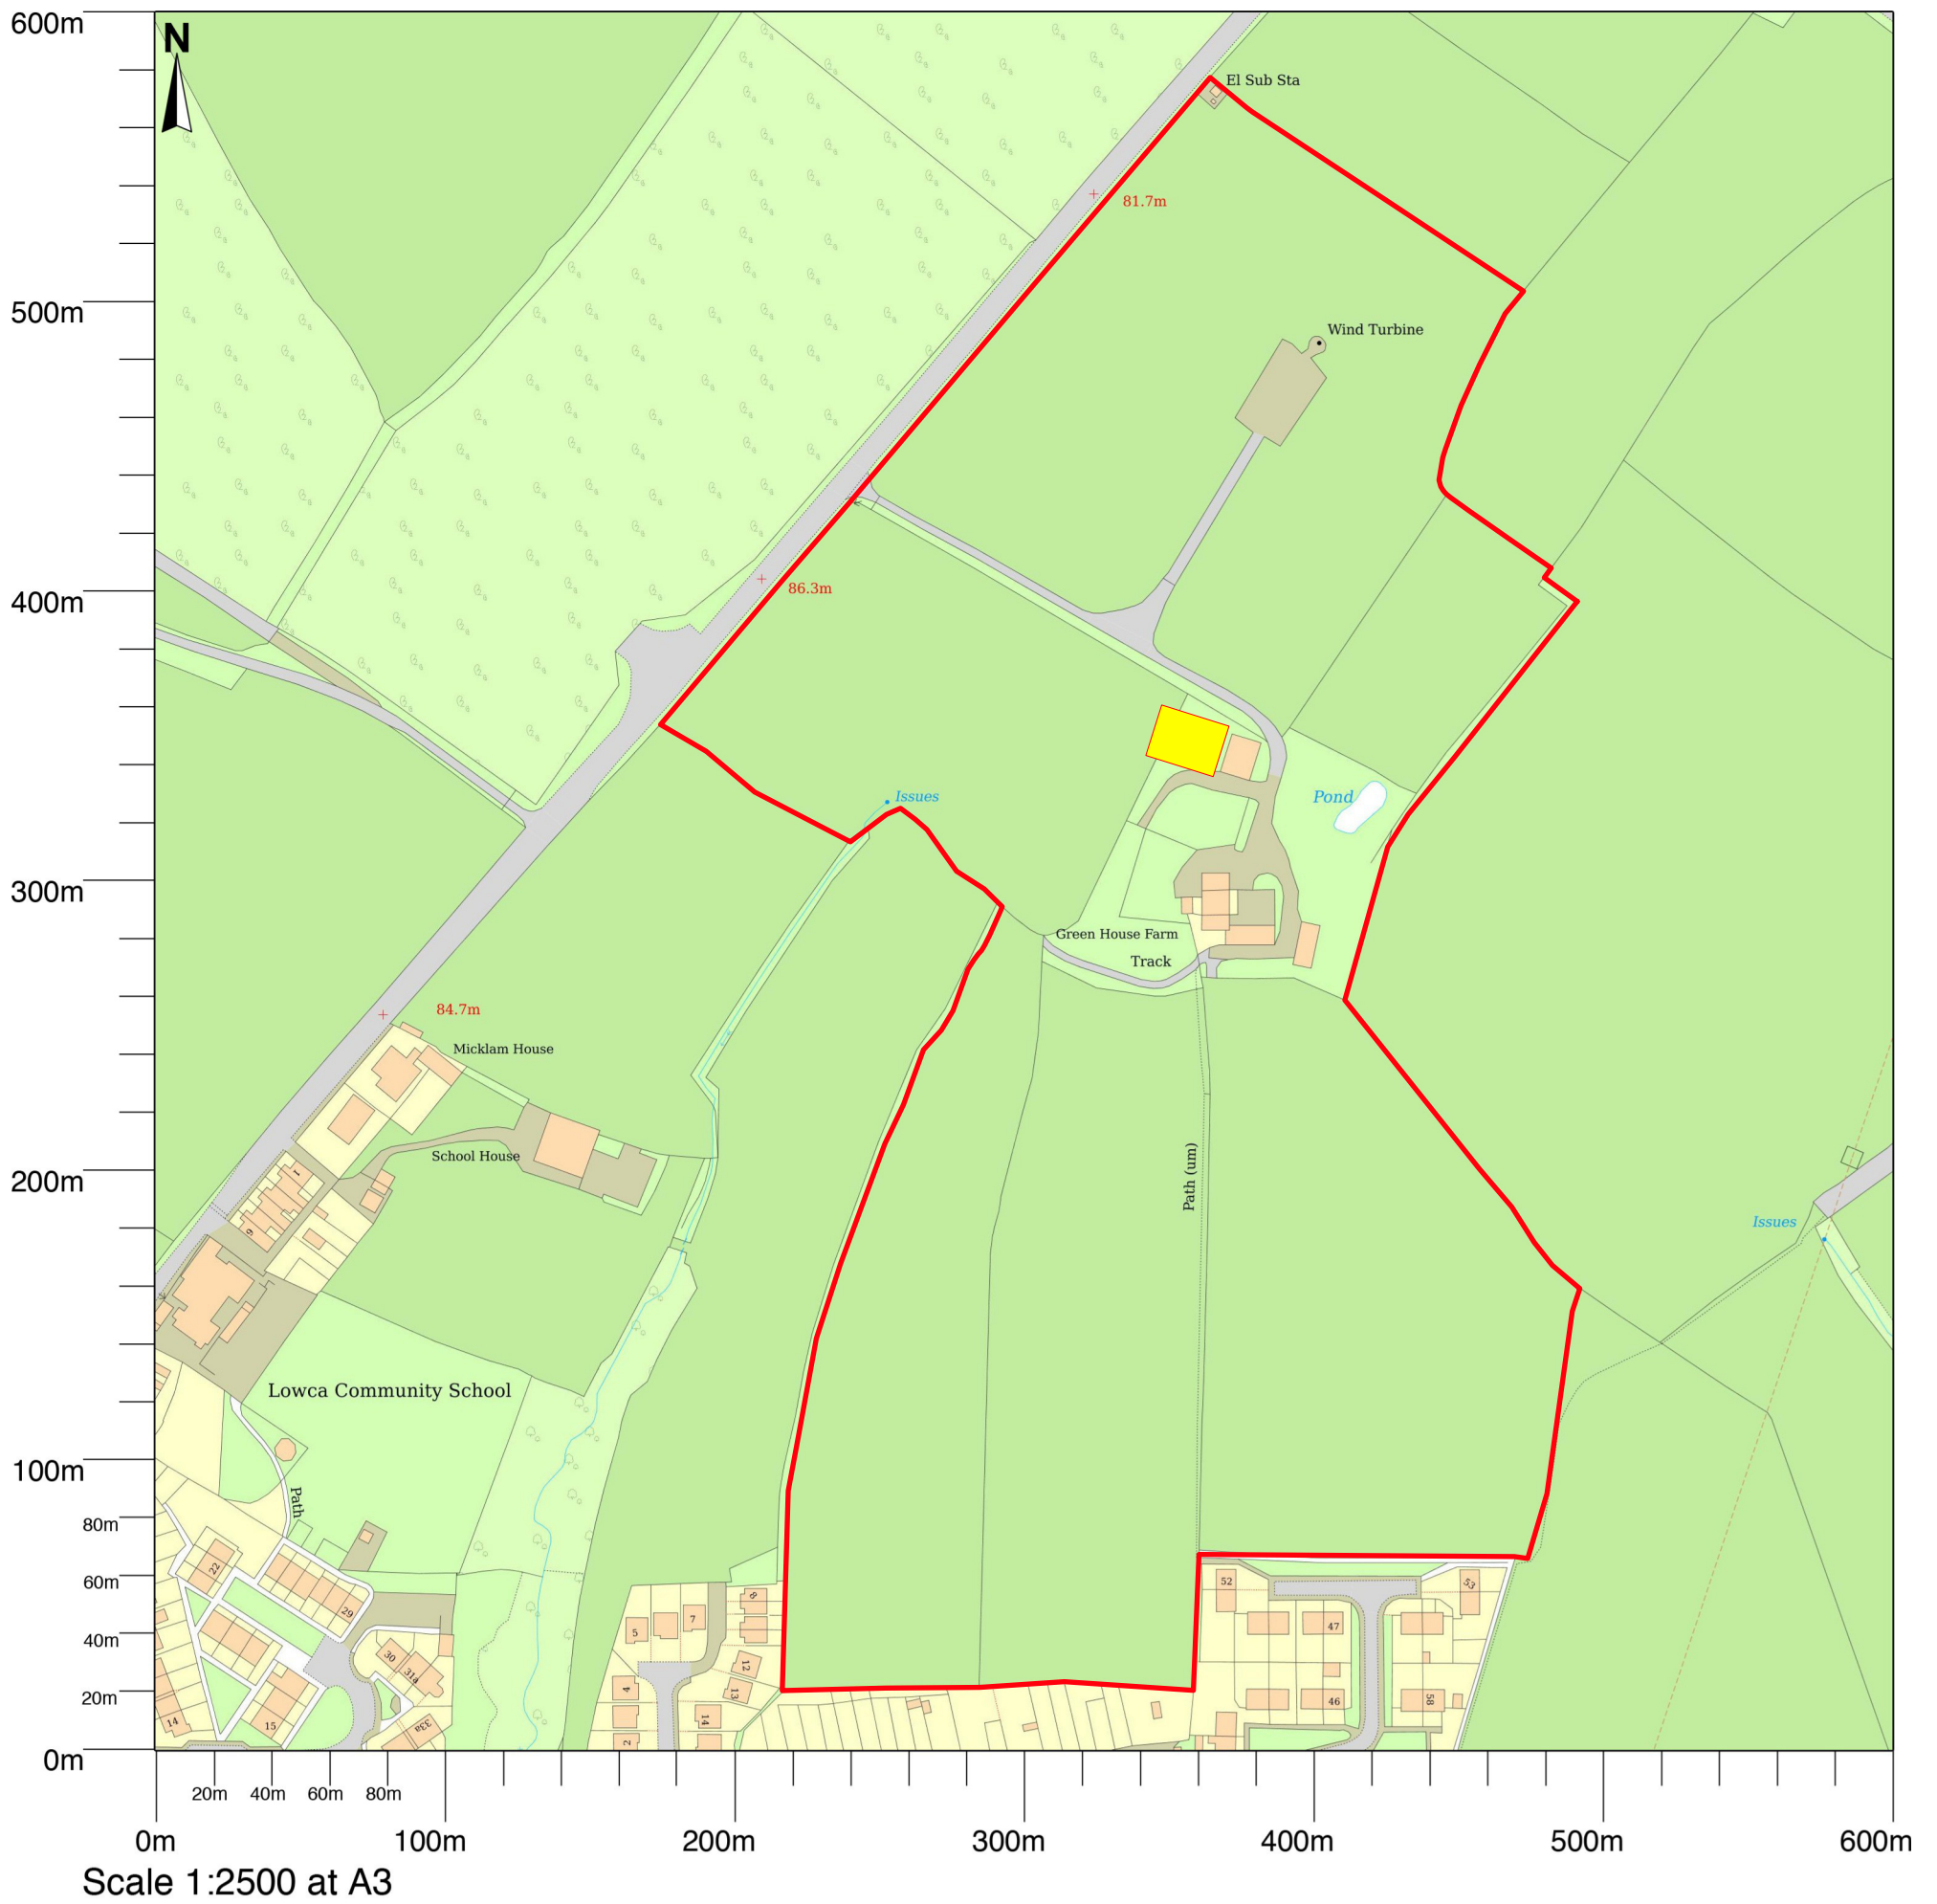 600m
N
El Sub Sta
81.7m
500m
Wind Turbine
86.3m
400m
Issues
Pond
300m
Green House Farm
Track
84.7m
Micklam House
School House
1
9
200m
Path (um)
Issues
Lowca Community School
100m
Path
80m
22
60m
29
8
52
53
5
7
47
40m
30
31a
12
4
13
20m
46
58
14
15
33a
14
2
0m
20m 40m 60m 80m
0m 100m 200m 300m 400m 500m 600m
Scale 1:2500 at A3